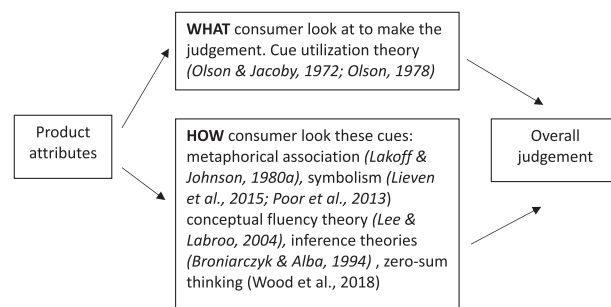 WHAT consumer look at to make the
judgement. Cue utilization theory
(Olson & Jacoby, 1972; Olson, 1978)
Product
attributes
HOW consumer look these cues:
metaphorical association (Lakoff &
Johnson, 1980a), symbolism (Lieven
et al., 2015; Poor et al., 2013)
conceptual fluency theory (Lee &
Labroo, 2004), inference theories
(Broniarczyk & Alba, 1994) , zero-sum
thinking (Wood et al., 2018)
Overall
judgement